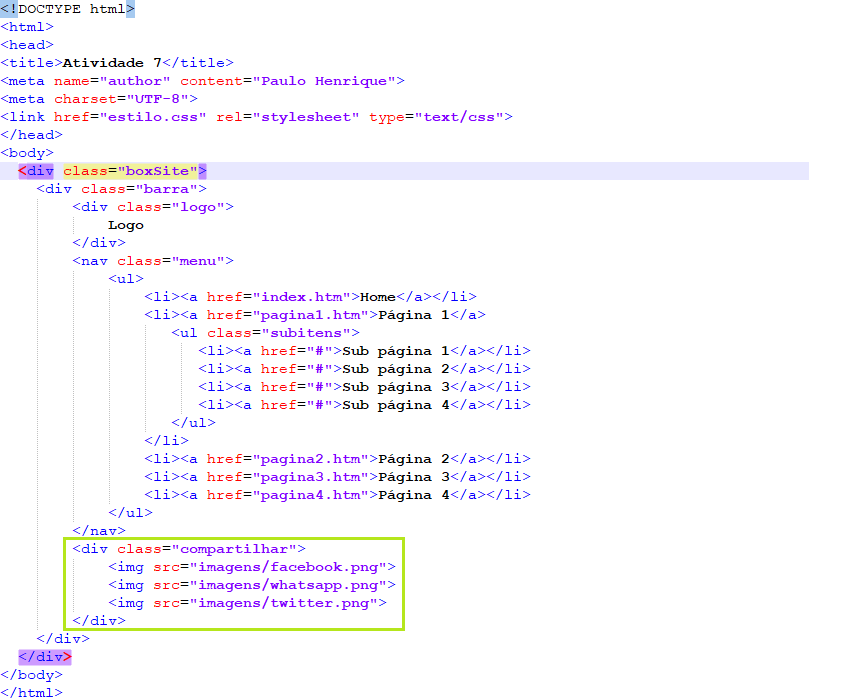 <!DOCTYPE html>
<html>
<head>
<title>Atividade 7</title>
<meta name="author" content="Paulo Henrique">
<meta charset="UTF-8">
<link href="estilo.css" rel="stylesheet" type="text/css">
</head>
<body>
<div class="boxSite">
<div class="barra">
<div class="logo">
Logo
</div>
<nav class="menu">
<ul>
<li><a href="index.htm">Home</a></li>
<li><a href="pagina1.htm">Página 1</a>
<ul class="subitens">
<li><a href="#">Sub página 1</a></li>
<li><a href="#">Sub página 2</a></li>
<li><a href="#">Sub página 3</a></li>
<li><a href="#">Sub página 4</a></li>
</ul>
</li>
<li><a href="pagina2.htm">Página 2</a></li>
<li><a href="pagina3.htm">Página 3</a></li>
<li><a href="pagina4.htm">Página 4</a></li>
</ul>
</nav>
<div class="compartilhar">
<img src="imagens/facebook.png">
<img src="imagens/whatsapp.png">
<img src="imagens/twitter.png">
</div>
</div>
</div>
</body>
</html>